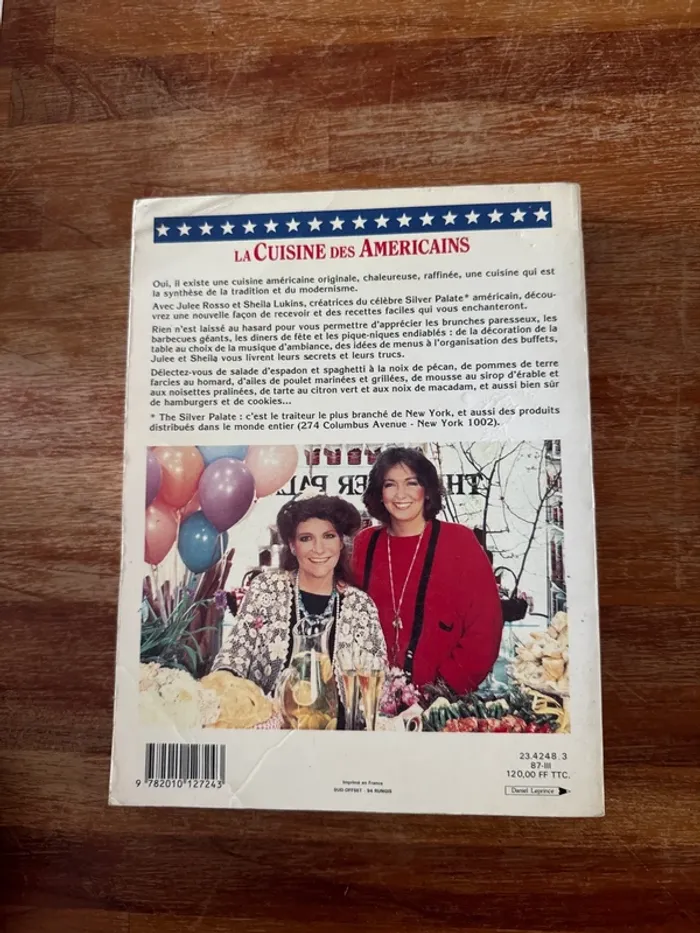 LA CUISINE DES AMERICAINS
Oui, il existe une cuisine américaine originale, chaleureuse, raffinée, une cuisine qui est
la synthèse de la tradition et du modernisme.
Avec Julee Rosso et Sheila Lukins, créatrices du célèbre Silver Palate* américain, décou-
vrez une nouvelle façon de recevoir et des recettes faciles qui vous enchanteront.
Rien n'est laissé au hasard pour vous permettre d'apprécier les brunches paresseux, les
barbecues géants, les dîners de fête et les pique-niques endiablés : de la décoration de la
table au choix de la musique d'ambiance, des idées de menus à l'organisation des buffets,
Julee et Sheila vous livrent leurs secrets et leurs trucs.
Délectez-vous de salade d'espadon et spaghetti à la noix de pécan, de pommes de terre
farcies au homard, d'ailes de poulet marinées et grillées, de mousse au sirop d'érable et
aux noisettes pralinées, de tarte au citron vert et aux noix de macadam, et aussi bien sûr
de hamburgers et de cookies...
* The Silver Palate : c'est le traiteur le plus branché de New York, et aussi des produits
distribués dans le monde entier (274 Columbus Avenue - New York 1002).
9 782010 127243
Imprimé en France
SUD-OFFSET - 94 RUNGIS
23.4248.3
87-III
120,00 FF TTC.
Daniel Leprince